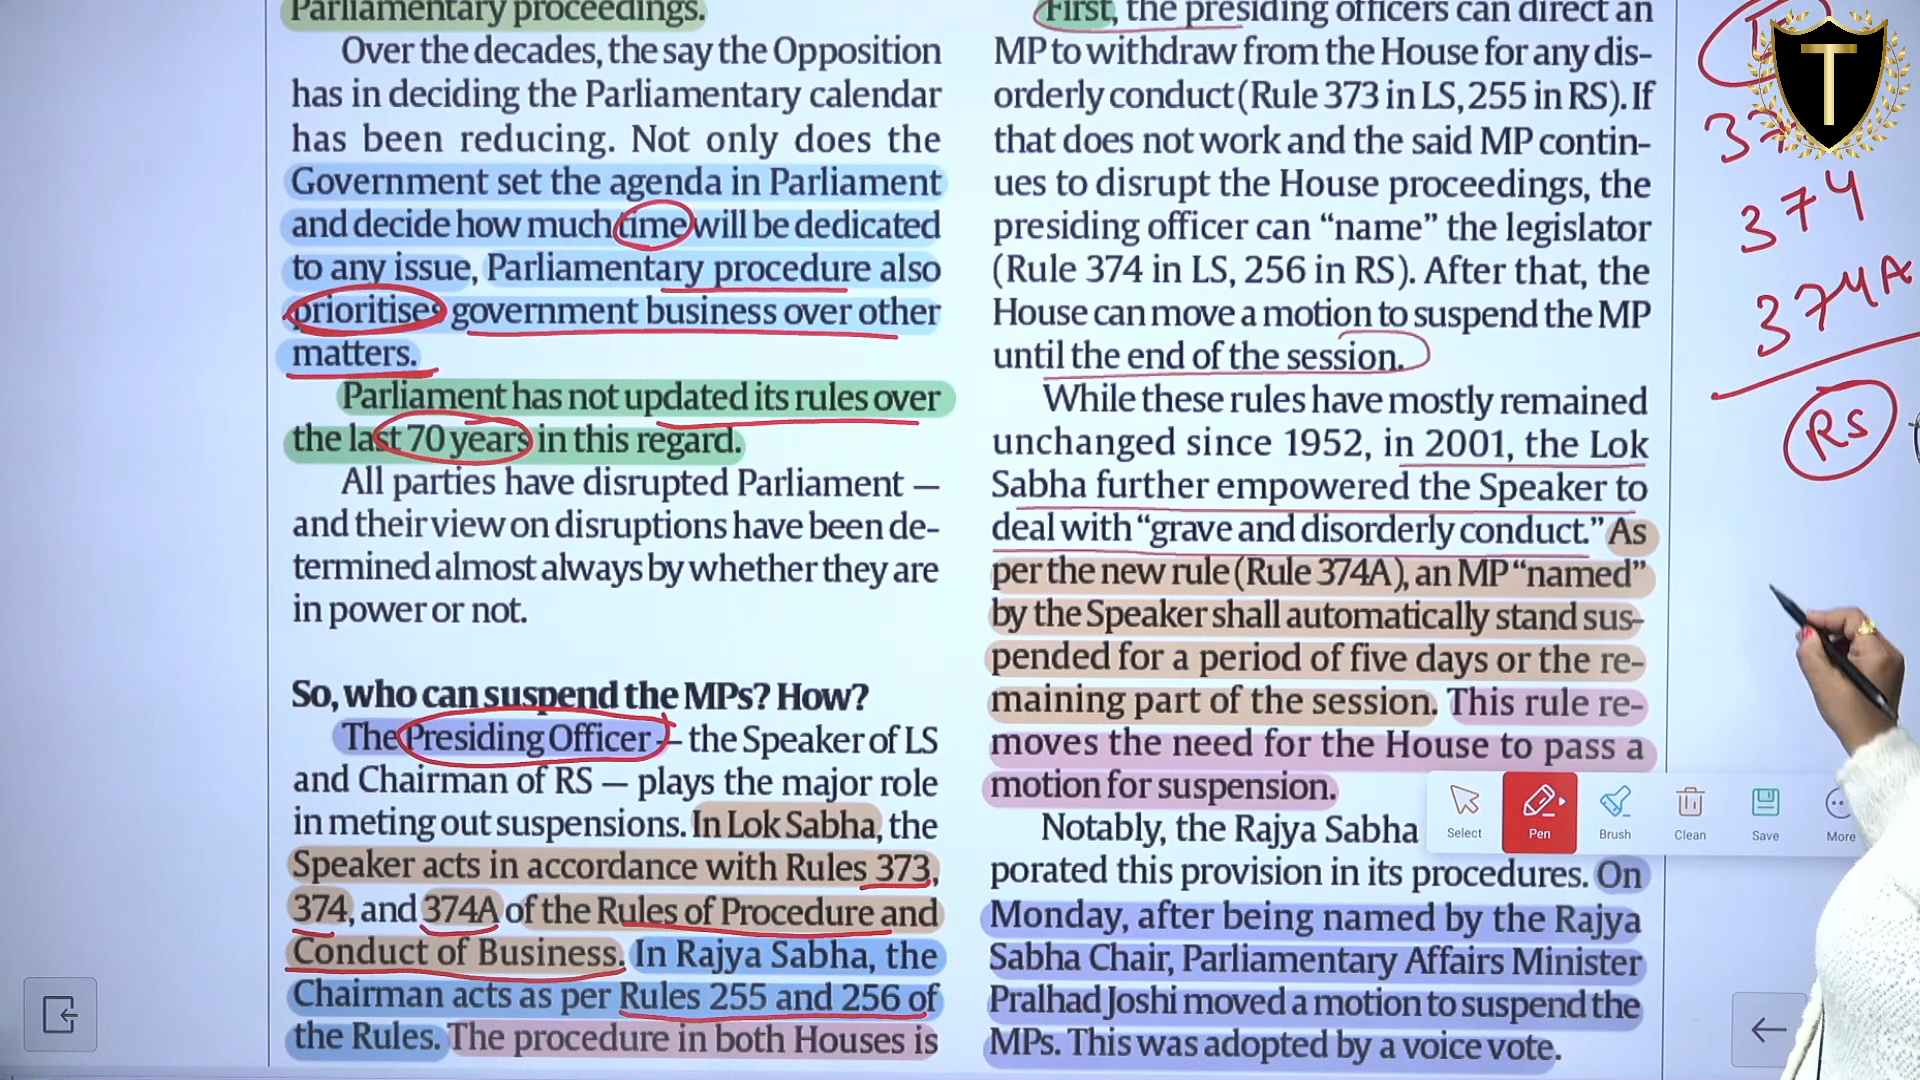 Parliamentary proceedings.
Over the decades, the say the Opposition
has in deciding the Parliamentary calendar
has been reducing. Not only does the
Government set the agenda in Parliament
and decide how much time will be dedicated
to any issue, Parliamentary procedure also
prioritises government business over other
matters.
Parliament has not updated its rules over
the last 70 years in this regard.
All parties have disrupted Parliament —
and their view on disruptions have been de-
termined almost always by whether they are
in power or not.
So, who can suspend the MPs? How?
The Presiding Officer — the Speaker of LS
and Chairman of RS — plays the major role
in meting out suspensions. In Lok Sabha, the
Speaker acts in accordance with Rules 373,
374, and 374A of the Rules of Procedure and
Conduct of Business. In Rajya Sabha, the
Chairman acts as per Rules 255 and 256 of
the Rules. The procedure in both Houses is
First, the presiding officers can direct an
MP to withdraw from the House for any dis-
orderly conduct (Rule 373 in LS, 255 in RS). If
that does not work and the said MP contin-
ues to disrupt the House proceedings, the
presiding officer can “name” the legislator
(Rule 374 in LS, 256 in RS). After that, the
House can move a motion to suspend the MP
until the end of the session.
While these rules have mostly remained
unchanged since 1952, in 2001, the Lok
Sabha further empowered the Speaker to
deal with “grave and disorderly conduct.” As
per the new rule (Rule 374A), an MP “named”
by the Speaker shall automatically stand sus-
pended for a period of five days or the re-
maining part of the session. This rule re-
moves the need for the House to pass a
motion for suspension.
Notably, the Rajya Sabha
porated this provision in its procedures. On
Monday, after being named by the Rajya
Sabha Chair, Parliamentary Affairs Minister
Pralhad Joshi moved a motion to suspend the
MPs. This was adopted by a voice vote.
T
374
374A
RS
Select
Pen
Brush
Clean
Save
More